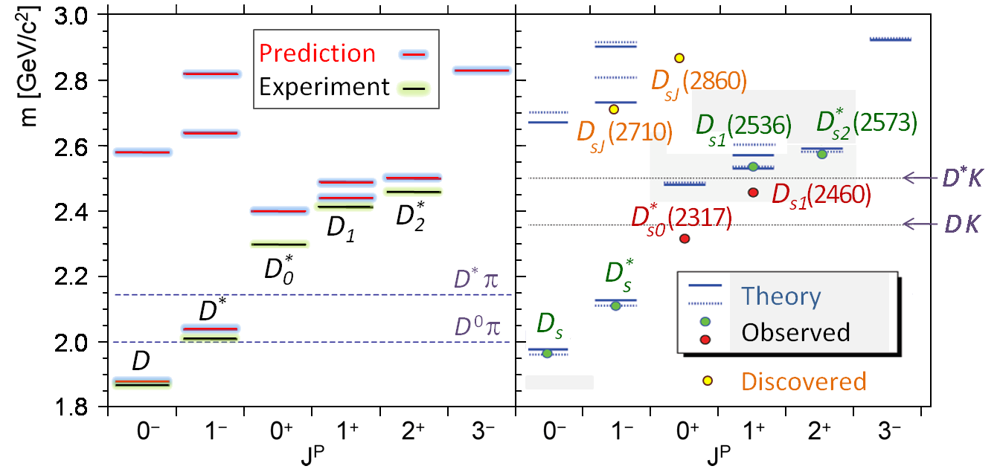 m [GeV/c²]
3.0
2.8
2.6
2.4
2.2
2.0
1.8
Prediction
Experiment
D
D*
D*₀
D₁
D*₂
D* π
D⁰ π
0⁻ 1⁻ 0⁺ 1⁺ 2⁺ 3⁻
Jᴾ
D_sJ(2860)
D_sJ(2710)
D_s1(2536)
D*_s2(2573)
D*K
D_s1(2460)
D*_s0(2317)
DK
D*_s
D_s
Theory
Observed
Discovered
0⁻ 1⁻ 0⁺ 1⁺ 2⁺ 3⁻
Jᴾ